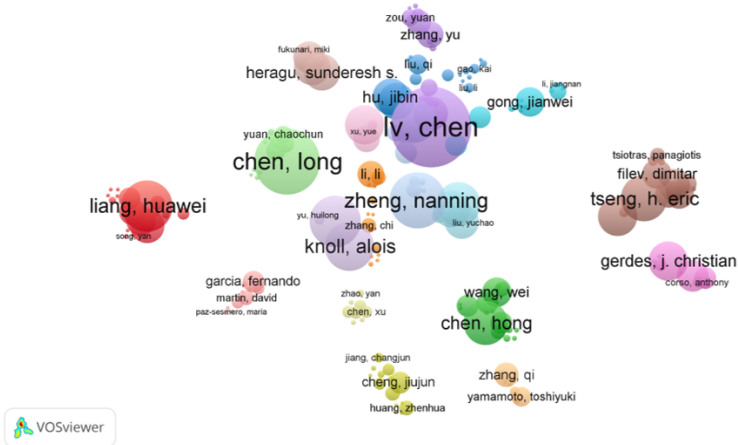 zou, yuan
zhang, yu
fukunari, miki
heragu, sunderesh s.
liu, qi
gao, kai
liu, li
li, jiangnan
hu, jibin
gong, jianwei
lv, chen
xu, yue
yuan, chaochun
chen, long
tsiotras, panagiotis
filev, dimitar
tseng, h. eric
li, li
zheng, nanning
liang, huawei
yu, huilong
zhang, chi
liu, yuchao
song, yan
knoll, alois
gerdes, j. christian
corso, anthony
garcia, fernando
martin, david
paz-sesmero, maria
zhao, yan
chen, xu
wang, wei
chen, hong
jiang, changjun
cheng, jiujun
huang, zhenhua
zhang, qi
yamamoto, toshiyuki
VOSviewer